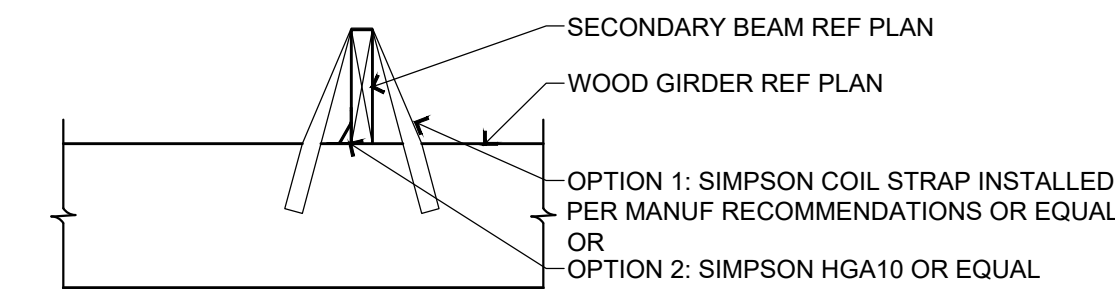 SECONDARY BEAM REF PLAN
WOOD GIRDER REF PLAN
OPTION 1: SIMPSON COIL STRAP INSTALLED
PER MANUF RECOMMENDATIONS OR EQUAL
OR
OPTION 2: SIMPSON HGA10 OR EQUAL